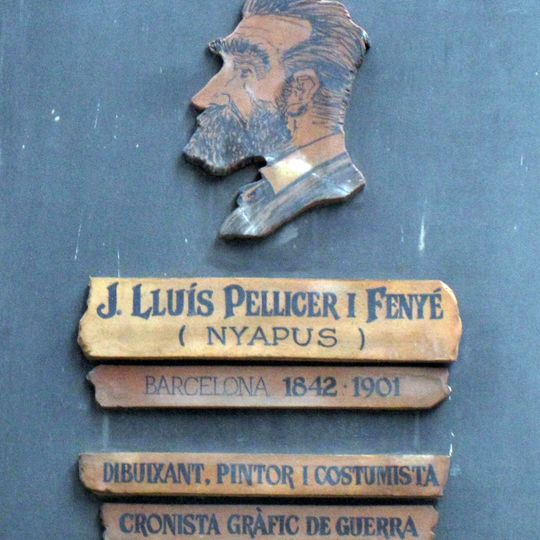 J. LLUÍS PELLICER I FENYÉ
( NYAPUS )
BARCELONA 1842 · 1901
DIBUIXANT, PINTOR I COSTUMISTA
CRONISTA GRÀFIC DE GUERRA